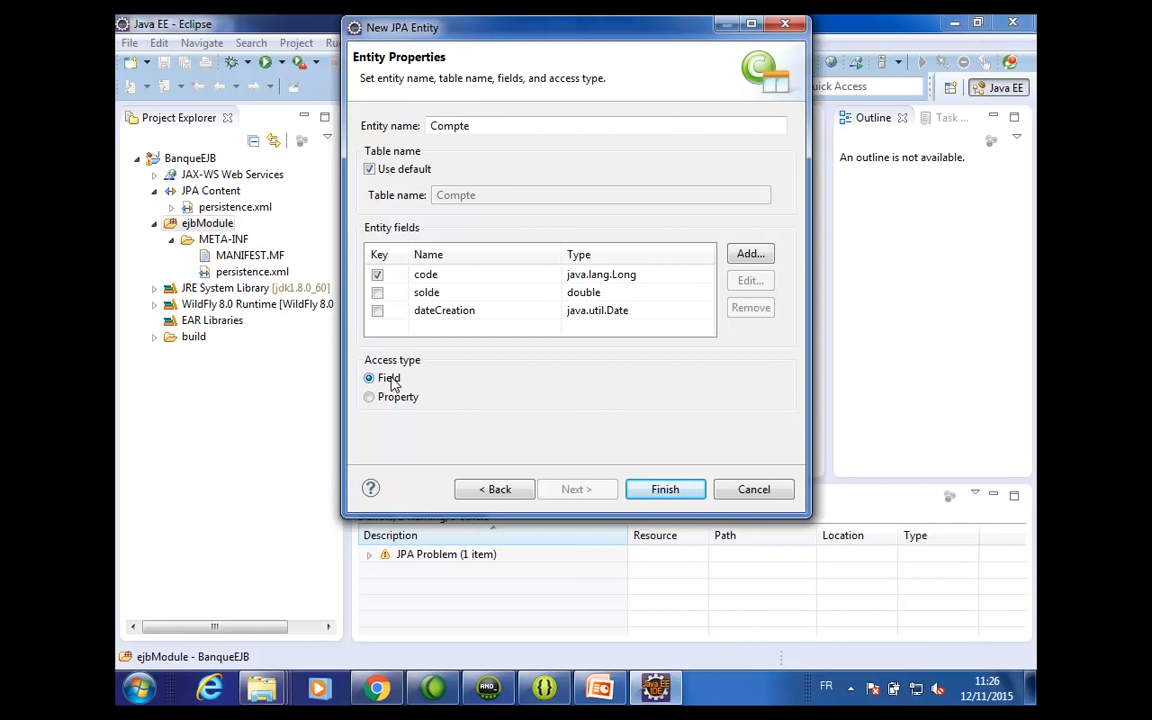 Java EE - Eclipse
File Edit Navigate Search Project
Quick Access
Java EE
Project Explorer
BanqueEJB
JAX-WS Web Services
JPA Content
persistence.xml
ejbModule
META-INF
MANIFEST.MF
persistence.xml
JRE System Library [jdk1.8.0_60]
WildFly 8.0 Runtime [WildFly 8.0
EAR Libraries
build
New JPA Entity
Entity Properties
Set entity name, table name, fields, and access type.
Entity name: Compte
Table name
Use default
Table name: Compte
Entity fields
Key Name Type
code java.lang.Long
solde double
dateCreation java.util.Date
Add...
Edit...
Remove
Access type
Field
Property
? < Back Next > Finish Cancel
Outline Task ...
An outline is not available.
Description Resource Path Location Type
JPA Problem (1 item)
ejbModule - BanqueEJB
AND_
{}
Java EE
IDE
FR
11:26
12/11/2015